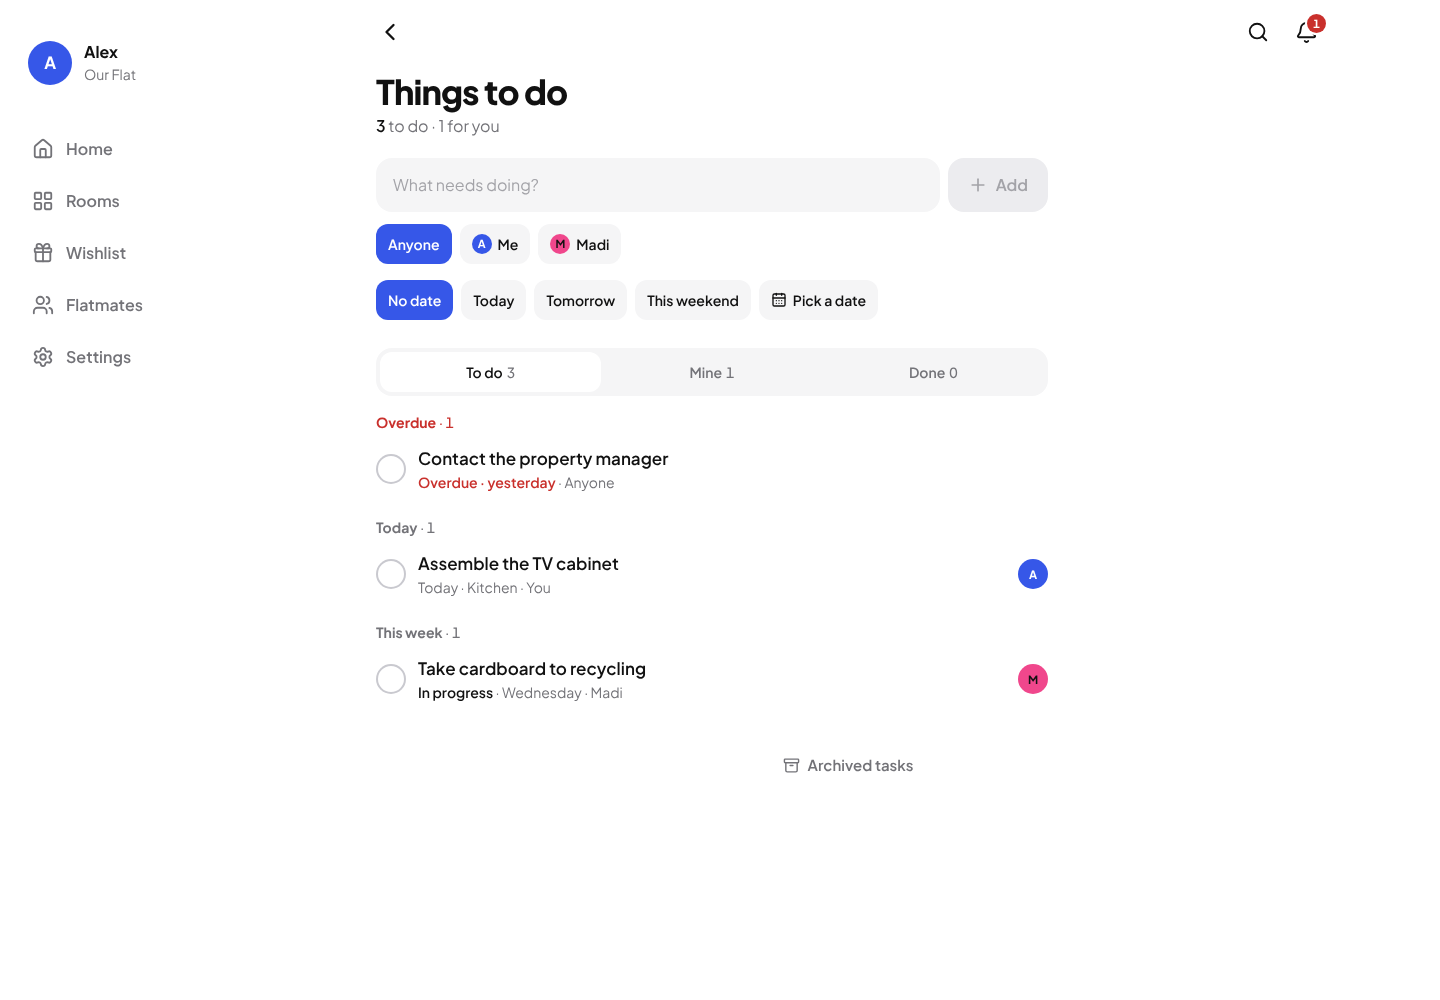 A
Alex
Our Flat
Home
Rooms
Wishlist
Flatmates
Settings
1
Things to do
3 to do · 1 for you
What needs doing?
+ Add
Anyone
A Me
M Madi
No date
Today
Tomorrow
This weekend
Pick a date
To do 3
Mine 1
Done 0
Overdue · 1
Contact the property manager
Overdue · yesterday · Anyone
Today · 1
Assemble the TV cabinet
Today · Kitchen · You
A
This week · 1
Take cardboard to recycling
In progress · Wednesday · Madi
M
Archived tasks